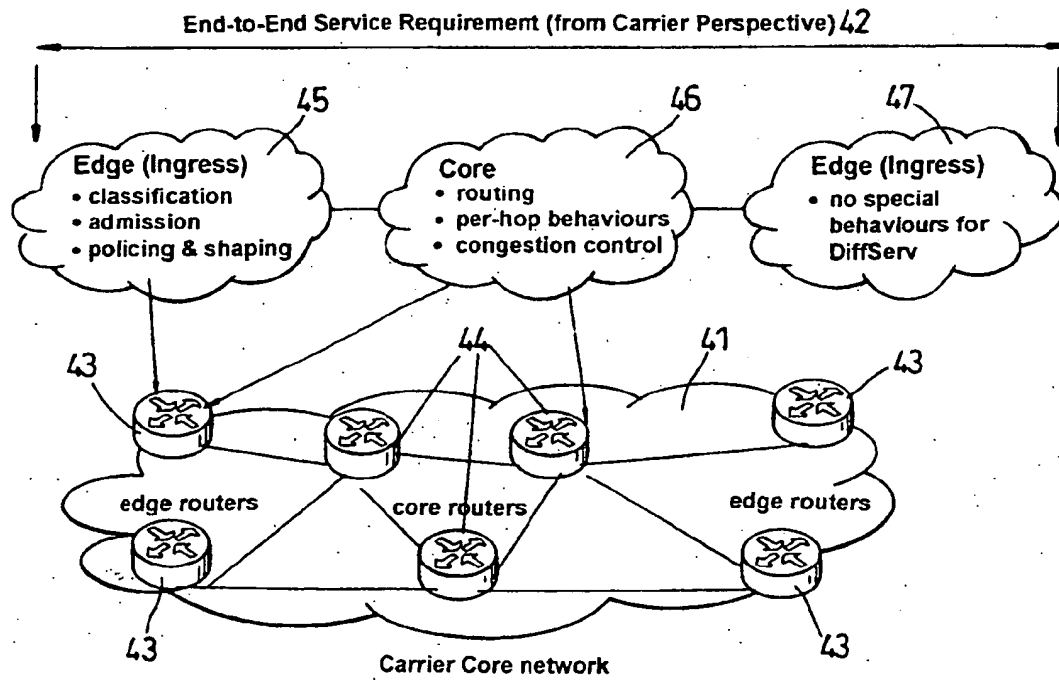 End-to-End Service Requirement (from Carrier Perspective) 42
45
46
47
Edge (Ingress)
• classification
• admission
• policing & shaping
Core
• routing
• per-hop behaviours
• congestion control
Edge (Ingress)
• no special
behaviours for
DiffServ
43
44
41
43
edge routers
core routers
edge routers
43
43
Carrier Core network